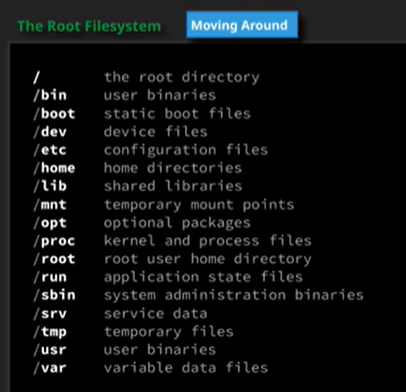 The Root Filesystem Moving Around
/ the root directory
/bin user binaries
/boot static boot files
/dev device files
/etc configuration files
/home home directories
/lib shared libraries
/mnt temporary mount points
/opt optional packages
/proc kernel and process files
/root root user home directory
/run application state files
/sbin system administration binaries
/srv service data
/tmp temporary files
/usr user binaries
/var variable data files